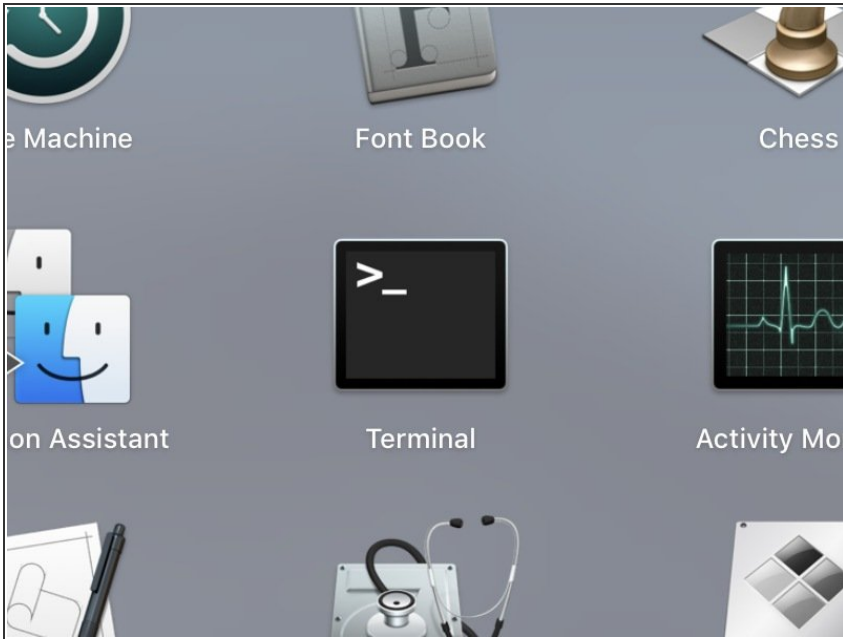 e Machine
Font Book
Chess
>_
on Assistant
Terminal
Activity Mo